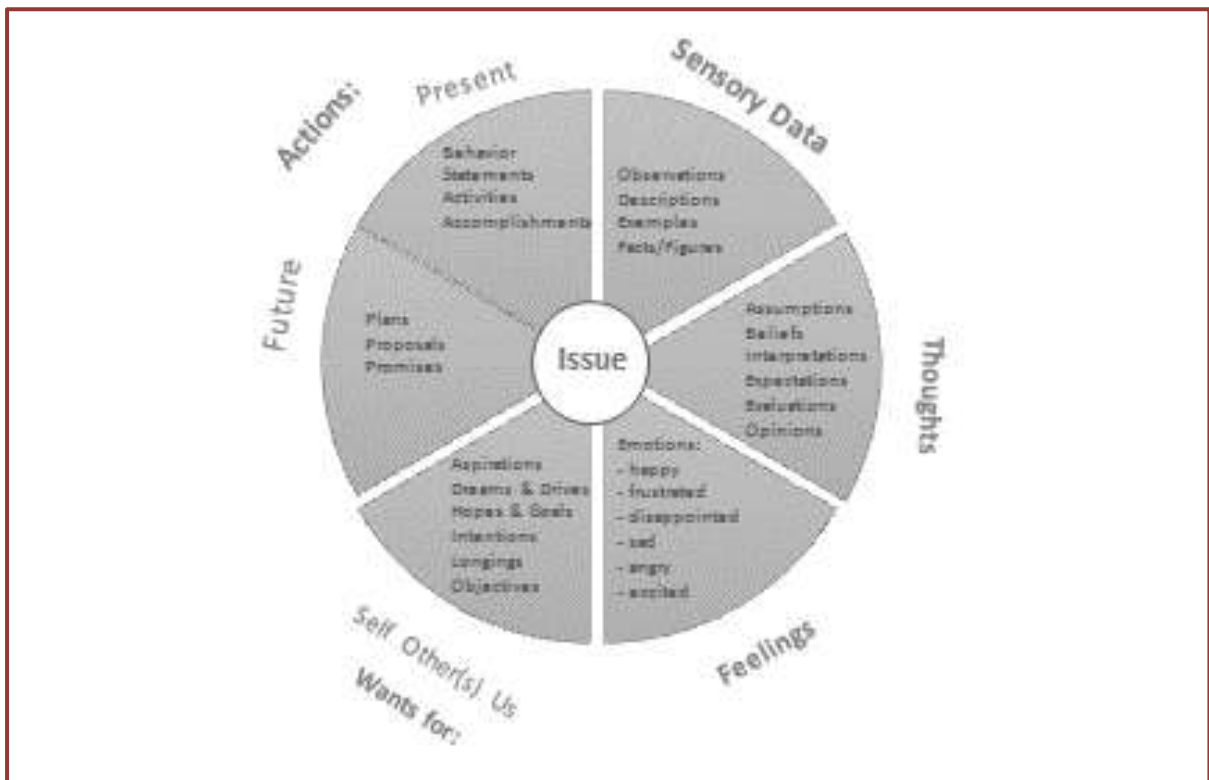 Actions:
Present
Behavior
Statements
Activities
Accomplishments
Sensory Data
Observations
Descriptions
Examples
Facts/Figures
Thoughts
Assumptions
Beliefs
Interpretations
Expectations
Evaluations
Opinions
Issue
Feelings
Emotions:
- happy
- frustrated
- disappointed
- sad
- angry
- excited
Self Other(s) Us
Wants for:
Aspirations
Dreams & Drives
Hopes & Goals
Intentions
Longings
Objectives
Future
Plans
Proposals
Promises